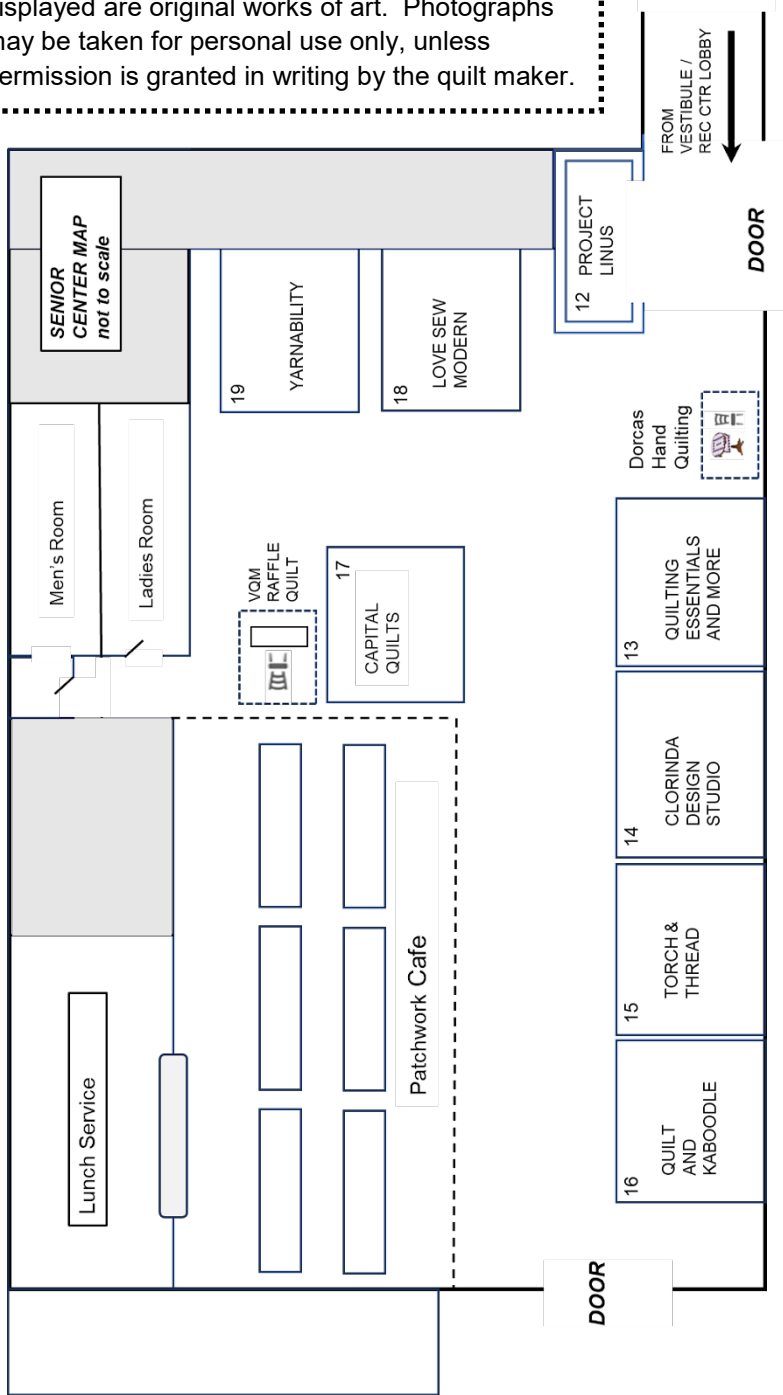 isplayed are original works of art. Photographs
may be taken for personal use only, unless
ermission is granted in writing by the quilt maker.
SENIOR
CENTER MAP
not to scale
FROM
VESTIBULE /
REC CTR LOBBY
DOOR
12 PROJECT
LINUS
19
YARNABILITY
18
LOVE SEW
MODERN
Men's Room
Ladies Room
Dorcas
Hand
Quilting
VQM
RAFFLE
QUILT
17
CAPITAL
QUILTS
13
QUILTING
ESSENTIALS
AND MORE
14
CLORINDA
DESIGN
STUDIO
Patchwork Cafe
15
TORCH &
THREAD
Lunch Service
16
QUILT
AND
KABOODLE
DOOR